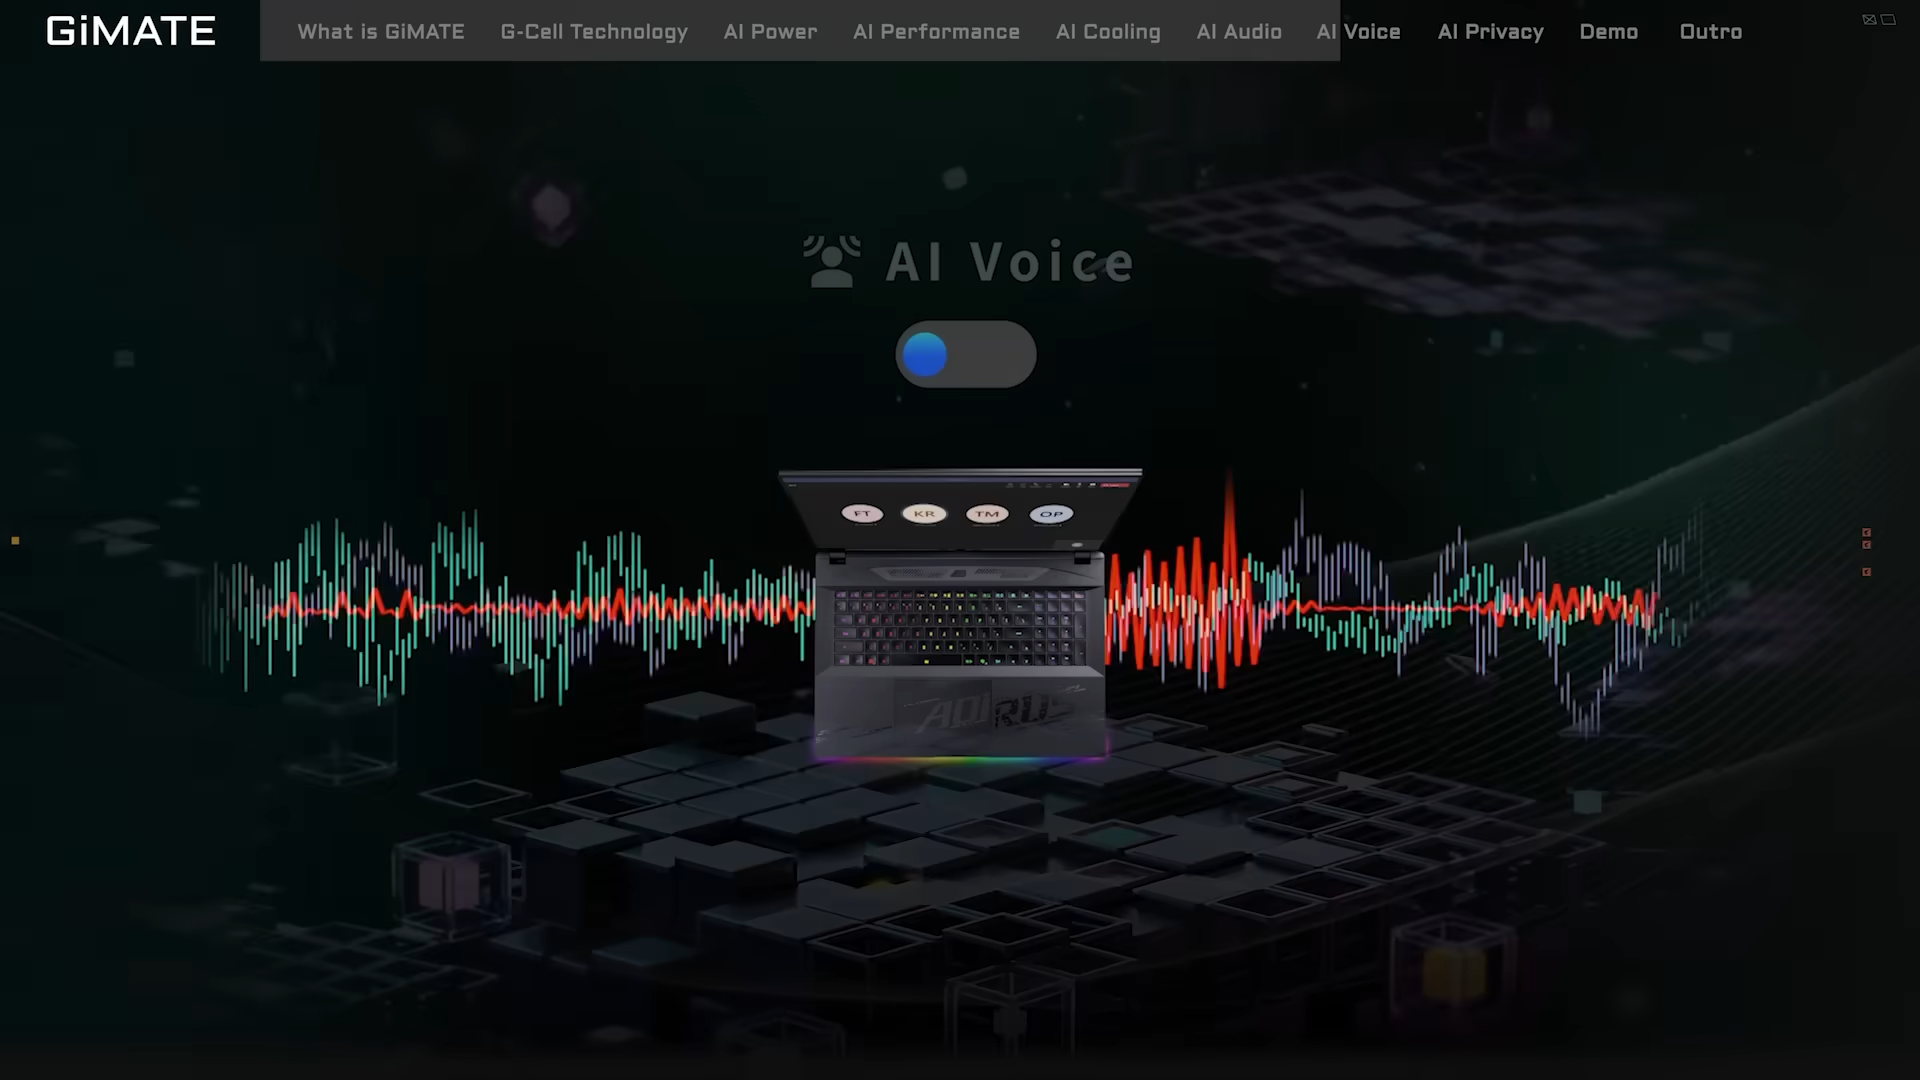 GiMATE
What is GiMATE G-Cell Technology AI Power AI Performance AI Cooling AI Audio AI Voice AI Privacy Demo Outro
AI Voice
FT KR TM OP
AORUS